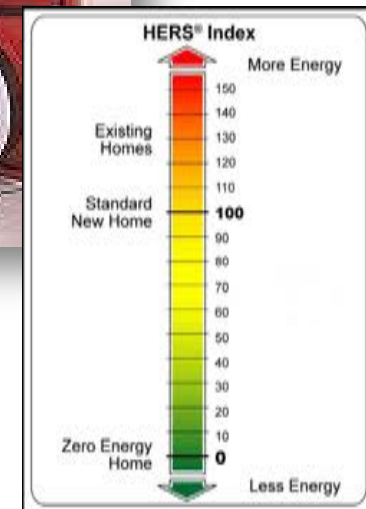 HERS® Index
More Energy
150
140
Existing
Homes
130
120
110
Standard
New Home
100
90
80
70
60
50
40
30
20
10
Zero Energy
Home
0
Less Energy